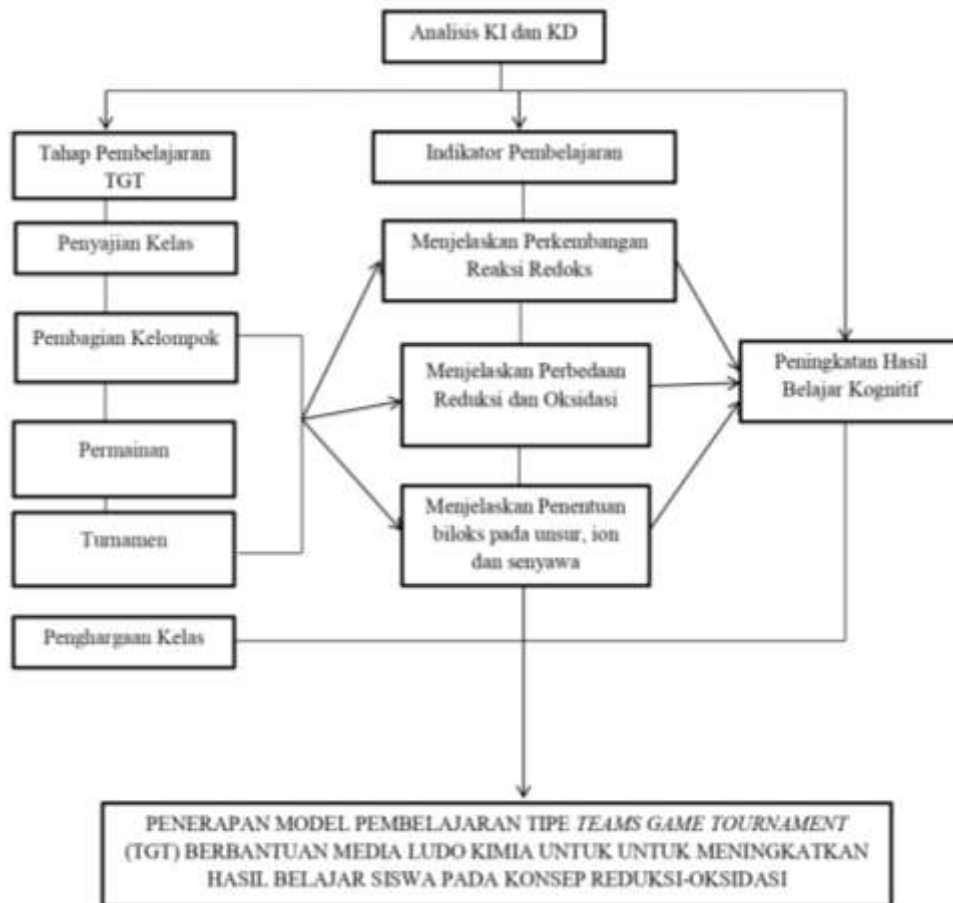 Analisis KI dan KD
Tahap Pembelajaran
TGT
Indikator Pembelajaran
Penyajian Kelas
Menjelaskan Perkembangan
Reaksi Redoks
Pembagian Kelompok
Menjelaskan Perbedaan
Reduksi dan Oksidasi
Peningkatan Hasil
Belajar Kognitif
Permainan
Turnamen
Menjelaskan Penentuan
biloks pada unsur, ion
dan senyawa
Penghargaan Kelas
PENERAPAN MODEL PEMBELAJARAN TIPE TEAMS GAME TOURNAMENT
(TGT) BERBANTUAN MEDIA LUDO KIMIA UNTUK UNTUK MENINGKATKAN
HASIL BELAJAR SISWA PADA KONSEP REDUKSI-OKSIDASI